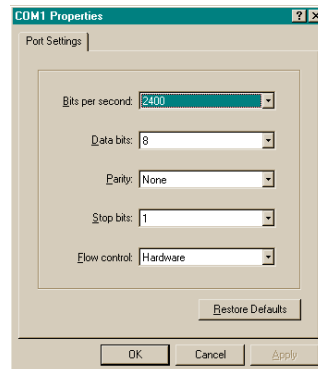 COM1 Properties ? X
Port Settings
Bits per second: 2400
Data bits: 8
Parity: None
Stop bits: 1
Flow control: Hardware
Restore Defaults
OK Cancel Apply